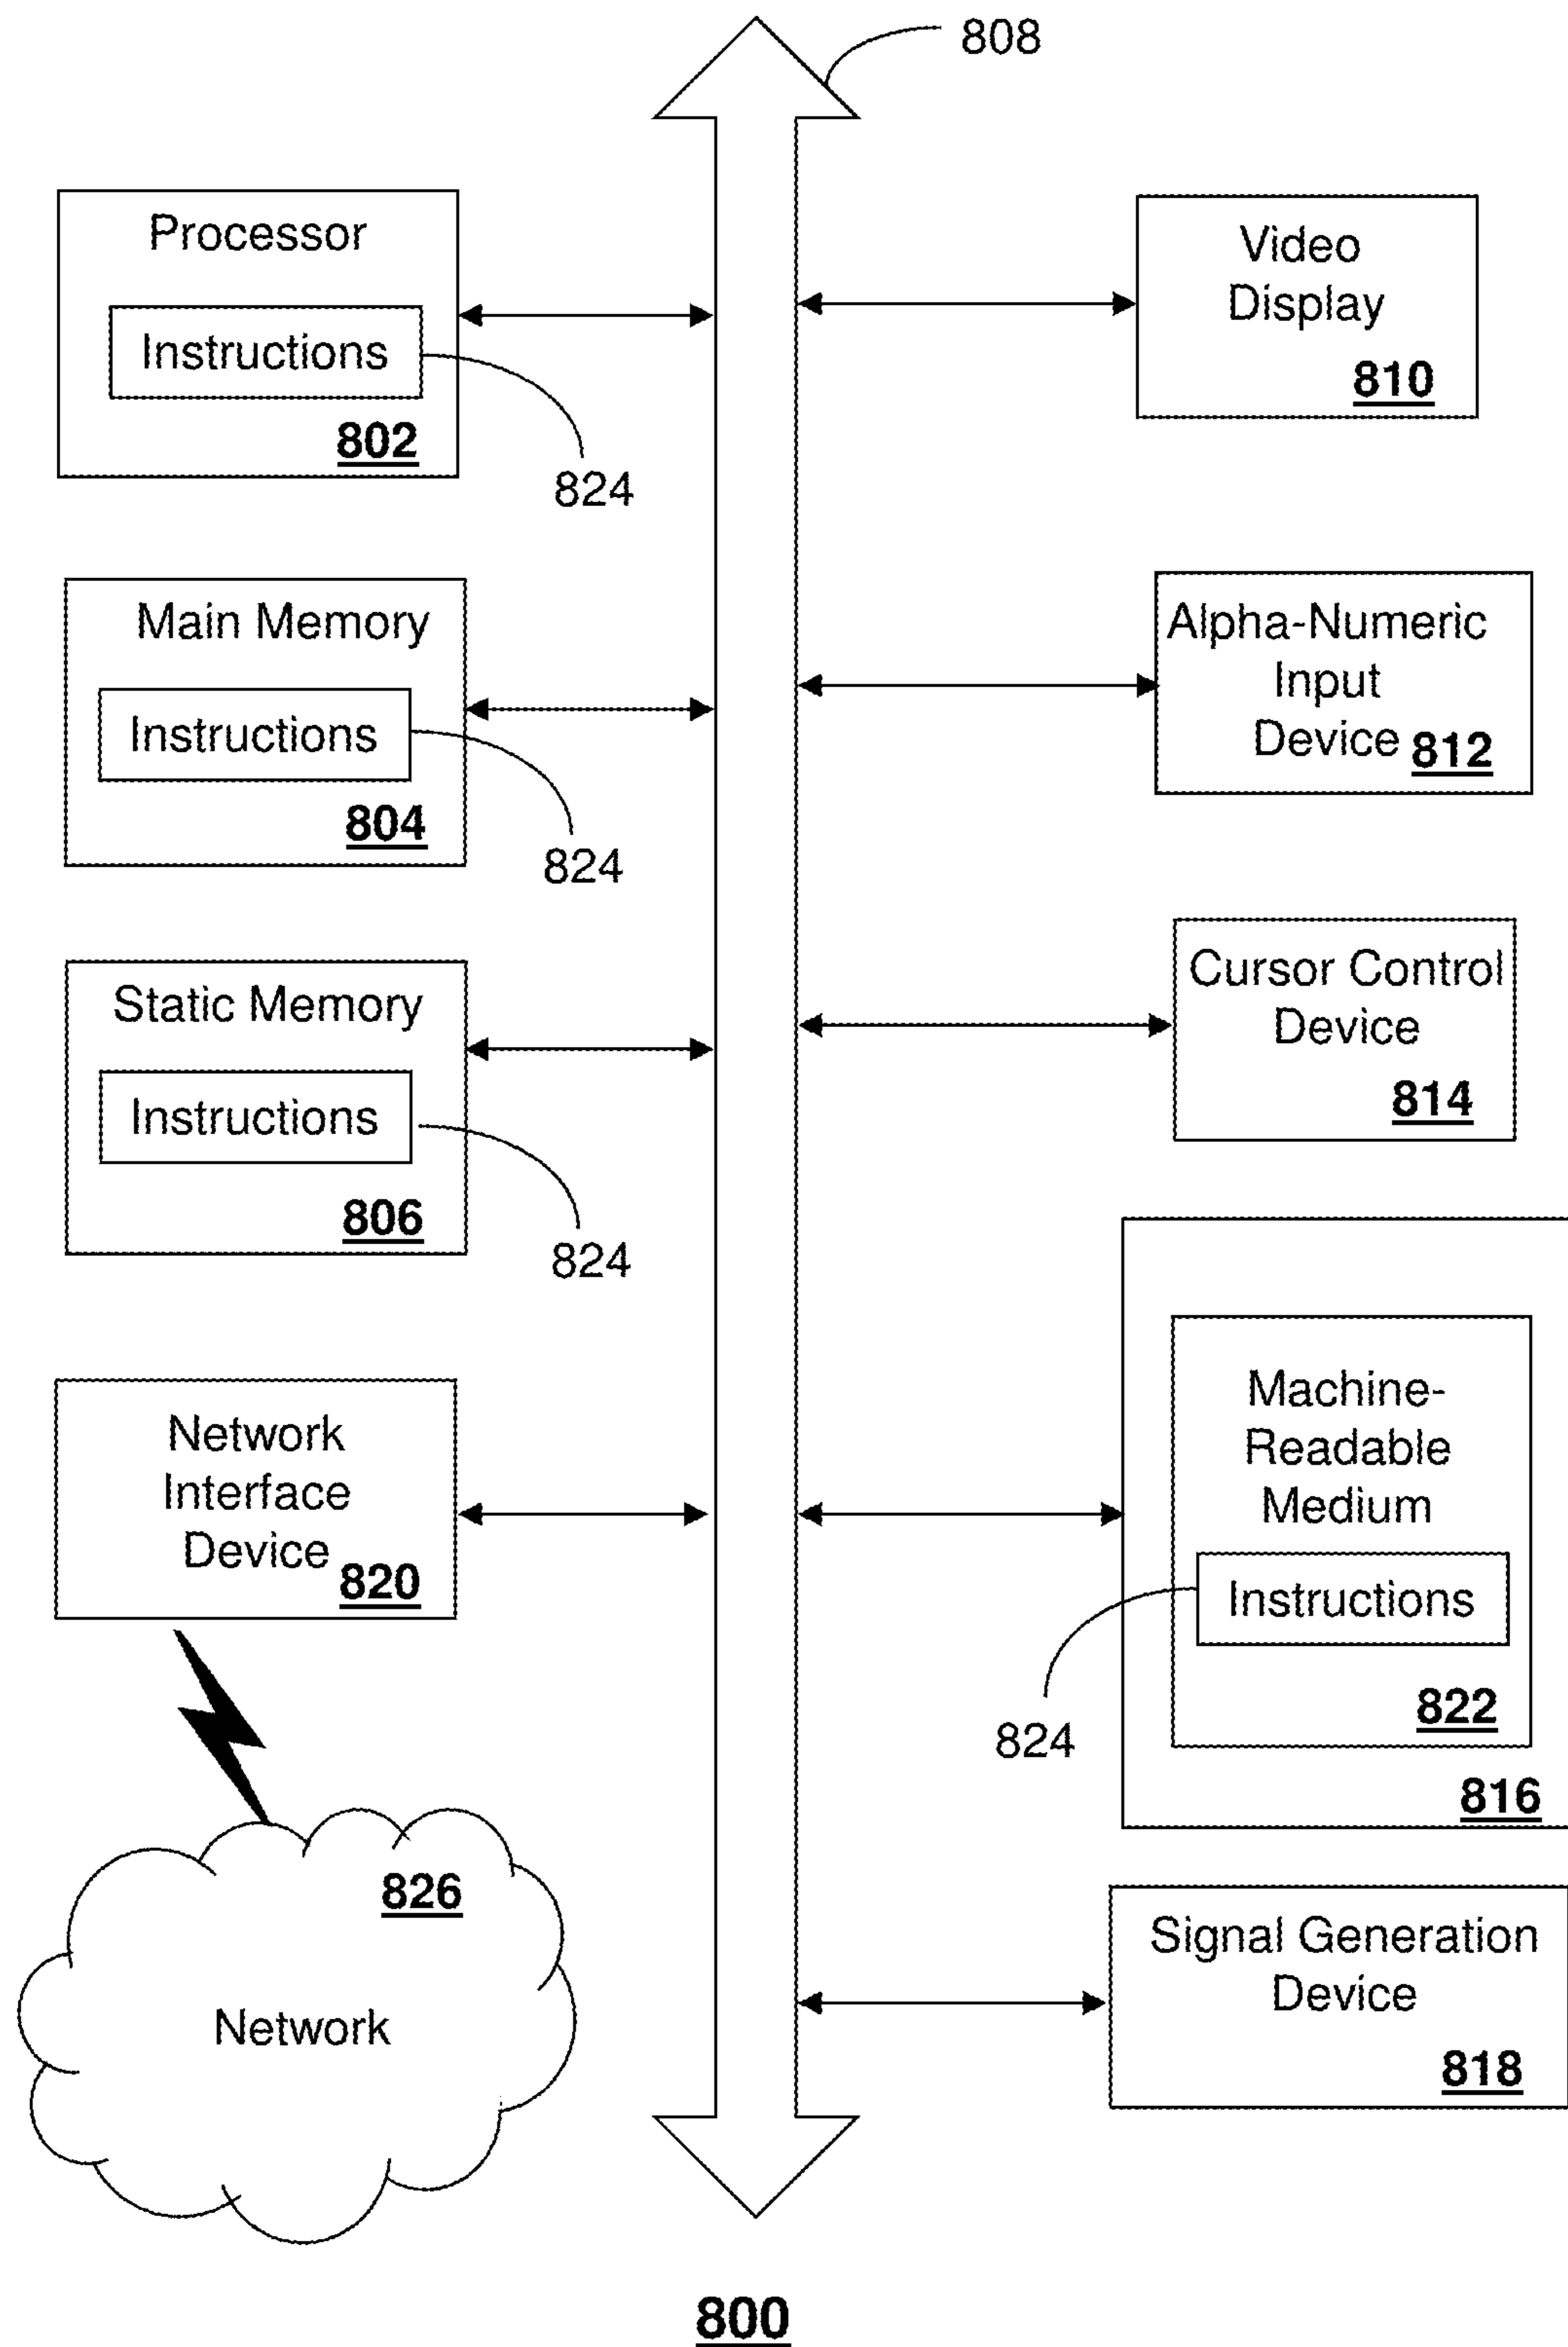 808
Processor
Instructions
802
824
Main Memory
Instructions
804
824
Static Memory
Instructions
806
824
Network
Interface
Device
820
826
Network
Video
Display
810
Alpha-Numeric
Input
Device 812
Cursor Control
Device
814
Machine-
Readable
Medium
Instructions
822
824
816
Signal Generation
Device
818
800